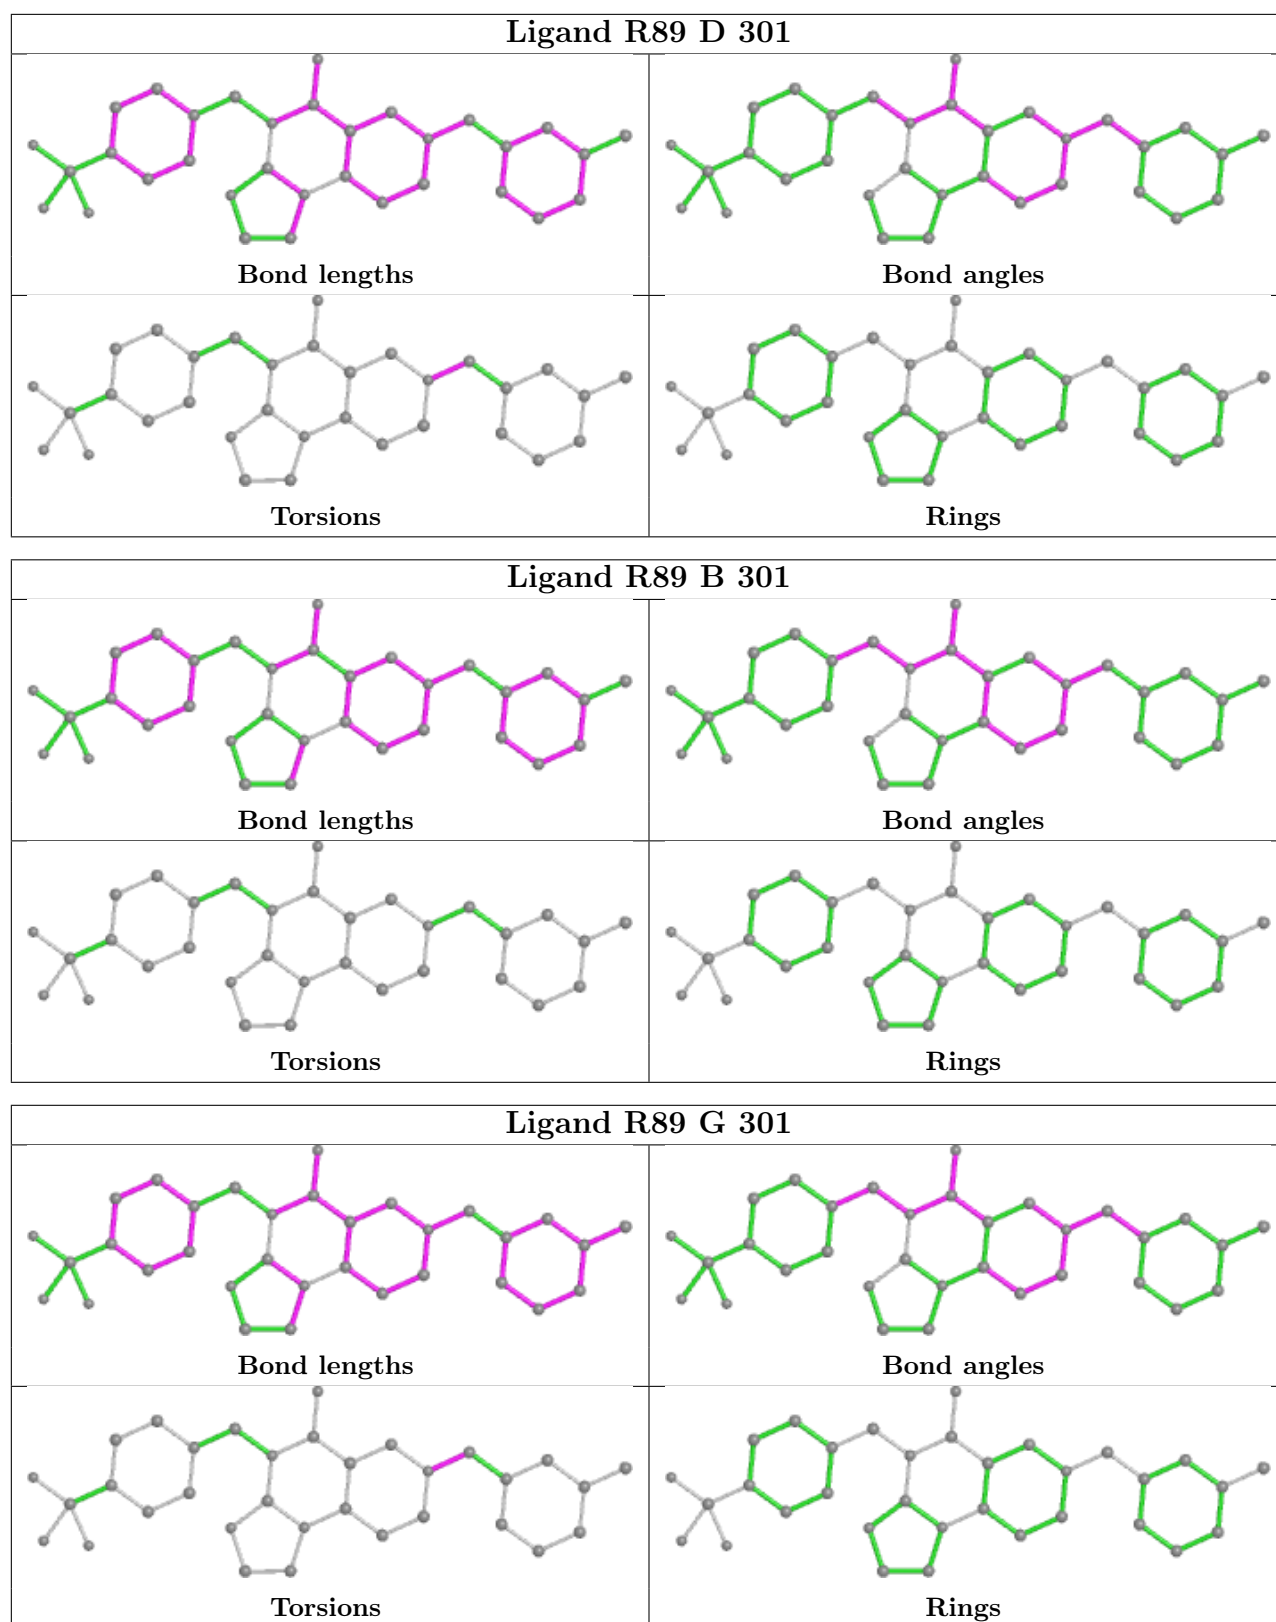 Ligand R89 D 301
Bond lengths
Bond angles
Torsions
Rings
Ligand R89 B 301
Bond lengths
Bond angles
Torsions
Rings
Ligand R89 G 301
Bond lengths
Bond angles
Torsions
Rings